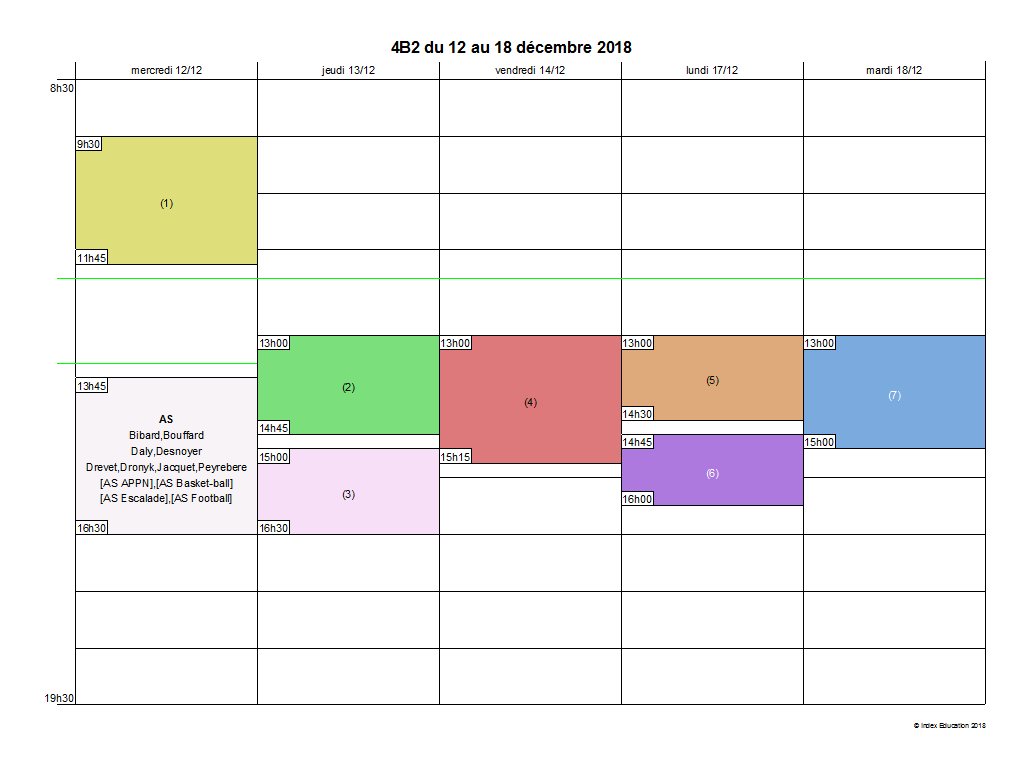 4B2 du 12 au 18 décembre 2018
mercredi 12/12
jeudi 13/12
vendredi 14/12
lundi 17/12
mardi 18/12
8h30
9h30
(1)
11h45
13h45
AS
Bibard,Bouffard
Daly,Desnoyer
Drevet,Dronyk,Jacquet,Peyrebere
[AS APPN],[AS Basket-ball]
[AS Escalade],[AS Football]
16h30
13h00
(2)
14h45
15h00
(3)
16h30
13h00
(4)
15h15
13h00
(5)
14h30
14h45
(6)
16h00
13h00
(7)
15h00
19h30
© Index Education 2018